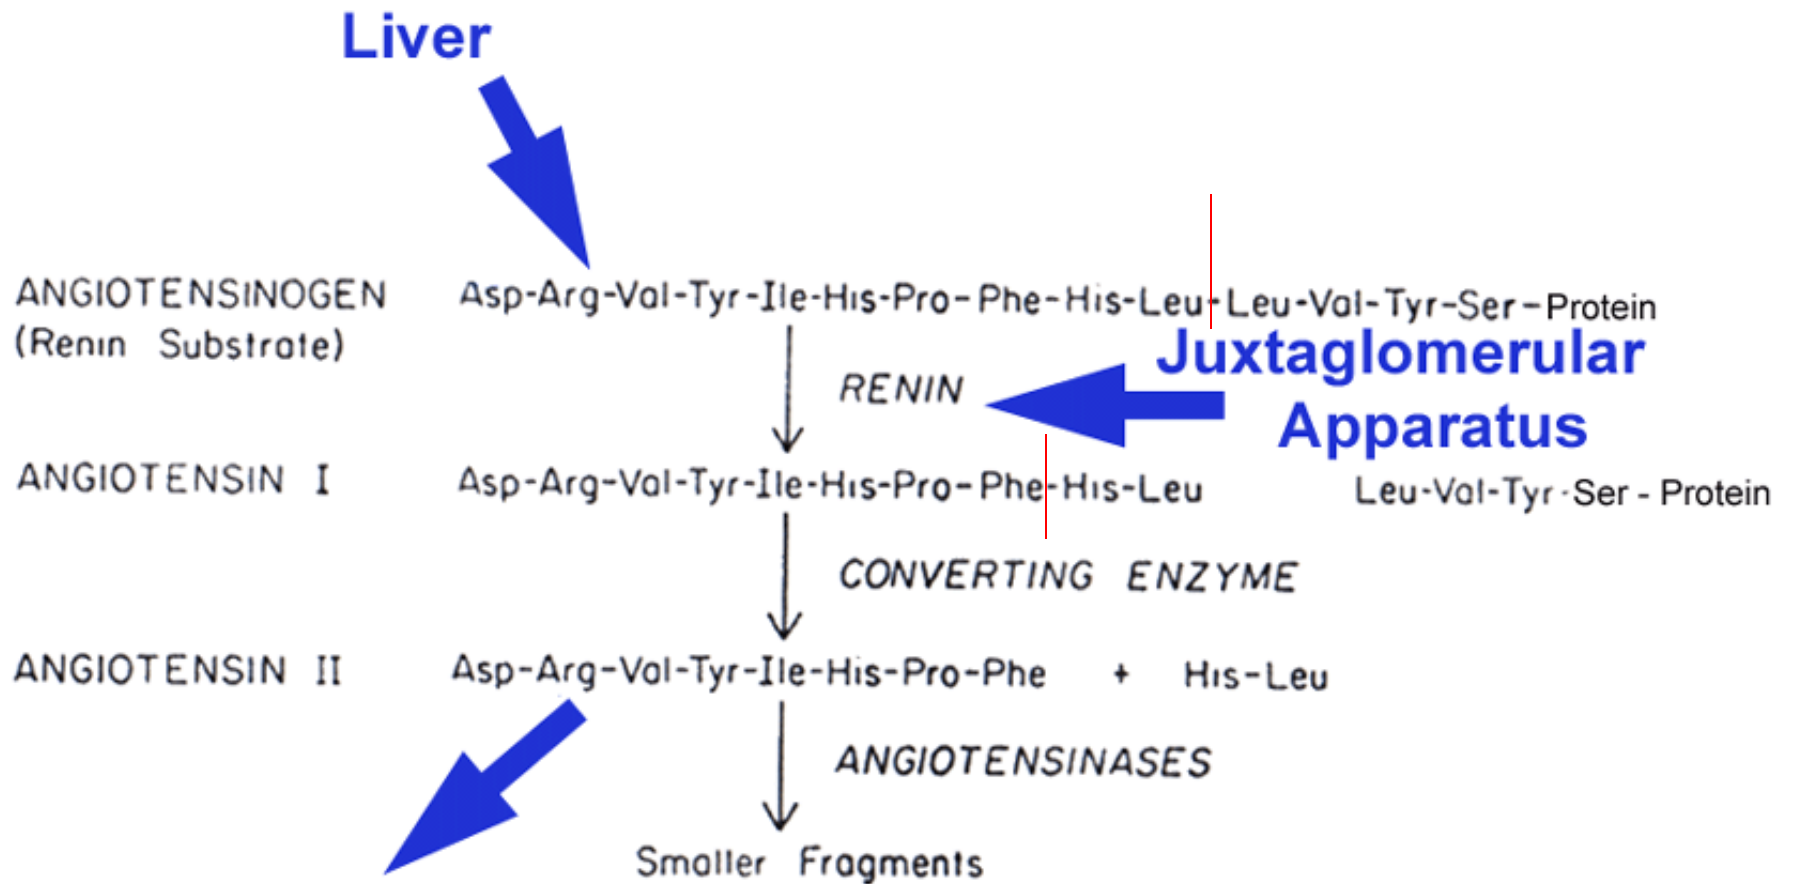 Liver
ANGIOTENSINOGEN Asp-Arg-Val-Tyr-Ile-His-Pro-Phe-His-Leu-Leu-Val-Tyr-Ser-Protein
(Renin Substrate)
Juxtaglomerular
RENIN
Apparatus
ANGIOTENSIN I Asp-Arg-Val-Tyr-Ile-His-Pro-Phe-His-Leu Leu-Val-Tyr-Ser - Protein
CONVERTING ENZYME
ANGIOTENSIN II Asp-Arg-Val-Tyr-Ile-His-Pro-Phe + His-Leu
ANGIOTENSINASES
Smaller Fragments